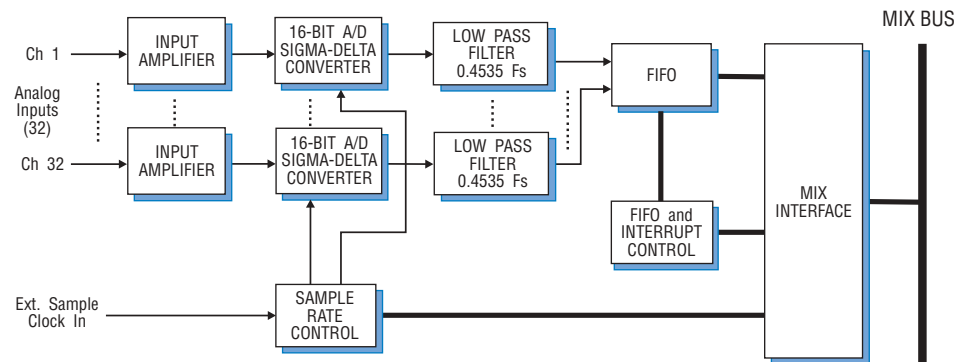 MIX BUS
Ch 1
INPUT
AMPLIFIER
16-BIT A/D
SIGMA-DELTA
CONVERTER
LOW PASS
FILTER
0.4535 Fs
FIFO
Analog
Inputs
(32)
Ch 32
INPUT
AMPLIFIER
16-BIT A/D
SIGMA-DELTA
CONVERTER
LOW PASS
FILTER
0.4535 Fs
MIX
INTERFACE
FIFO and
INTERRUPT
CONTROL
Ext. Sample
Clock In
SAMPLE
RATE
CONTROL